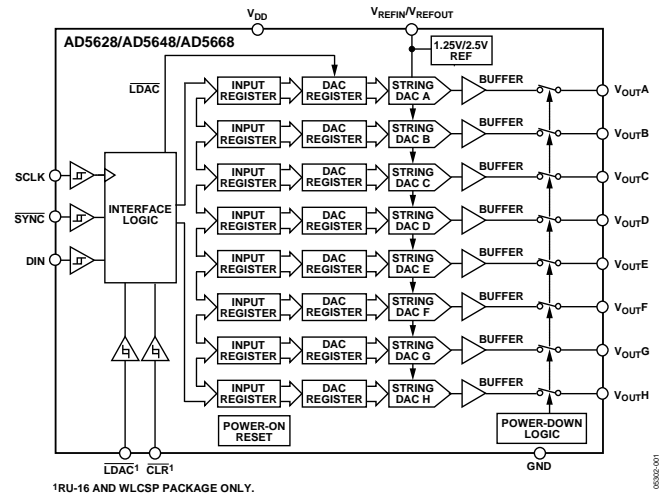 VDD
VREFIN/VREFOUT
AD5628/AD5648/AD5668
1.25V/2.5V
REF
LDAC
INPUT
REGISTER
DAC
REGISTER
STRING
DAC A
BUFFER
VOUTA
INPUT
REGISTER
DAC
REGISTER
STRING
DAC B
BUFFER
VOUTB
INPUT
REGISTER
DAC
REGISTER
STRING
DAC C
BUFFER
VOUTC
SCLK
SYNC
DIN
INTERFACE
LOGIC
INPUT
REGISTER
DAC
REGISTER
STRING
DAC D
BUFFER
VOUTD
INPUT
REGISTER
DAC
REGISTER
STRING
DAC E
BUFFER
VOUTE
INPUT
REGISTER
DAC
REGISTER
STRING
DAC F
BUFFER
VOUTF
INPUT
REGISTER
DAC
REGISTER
STRING
DAC G
BUFFER
VOUTG
INPUT
REGISTER
DAC
REGISTER
STRING
DAC H
BUFFER
VOUTH
POWER-ON
RESET
POWER-DOWN
LOGIC
LDAC1
CLR1
GND
1RU-16 AND WLCSP PACKAGE ONLY.
05302-001